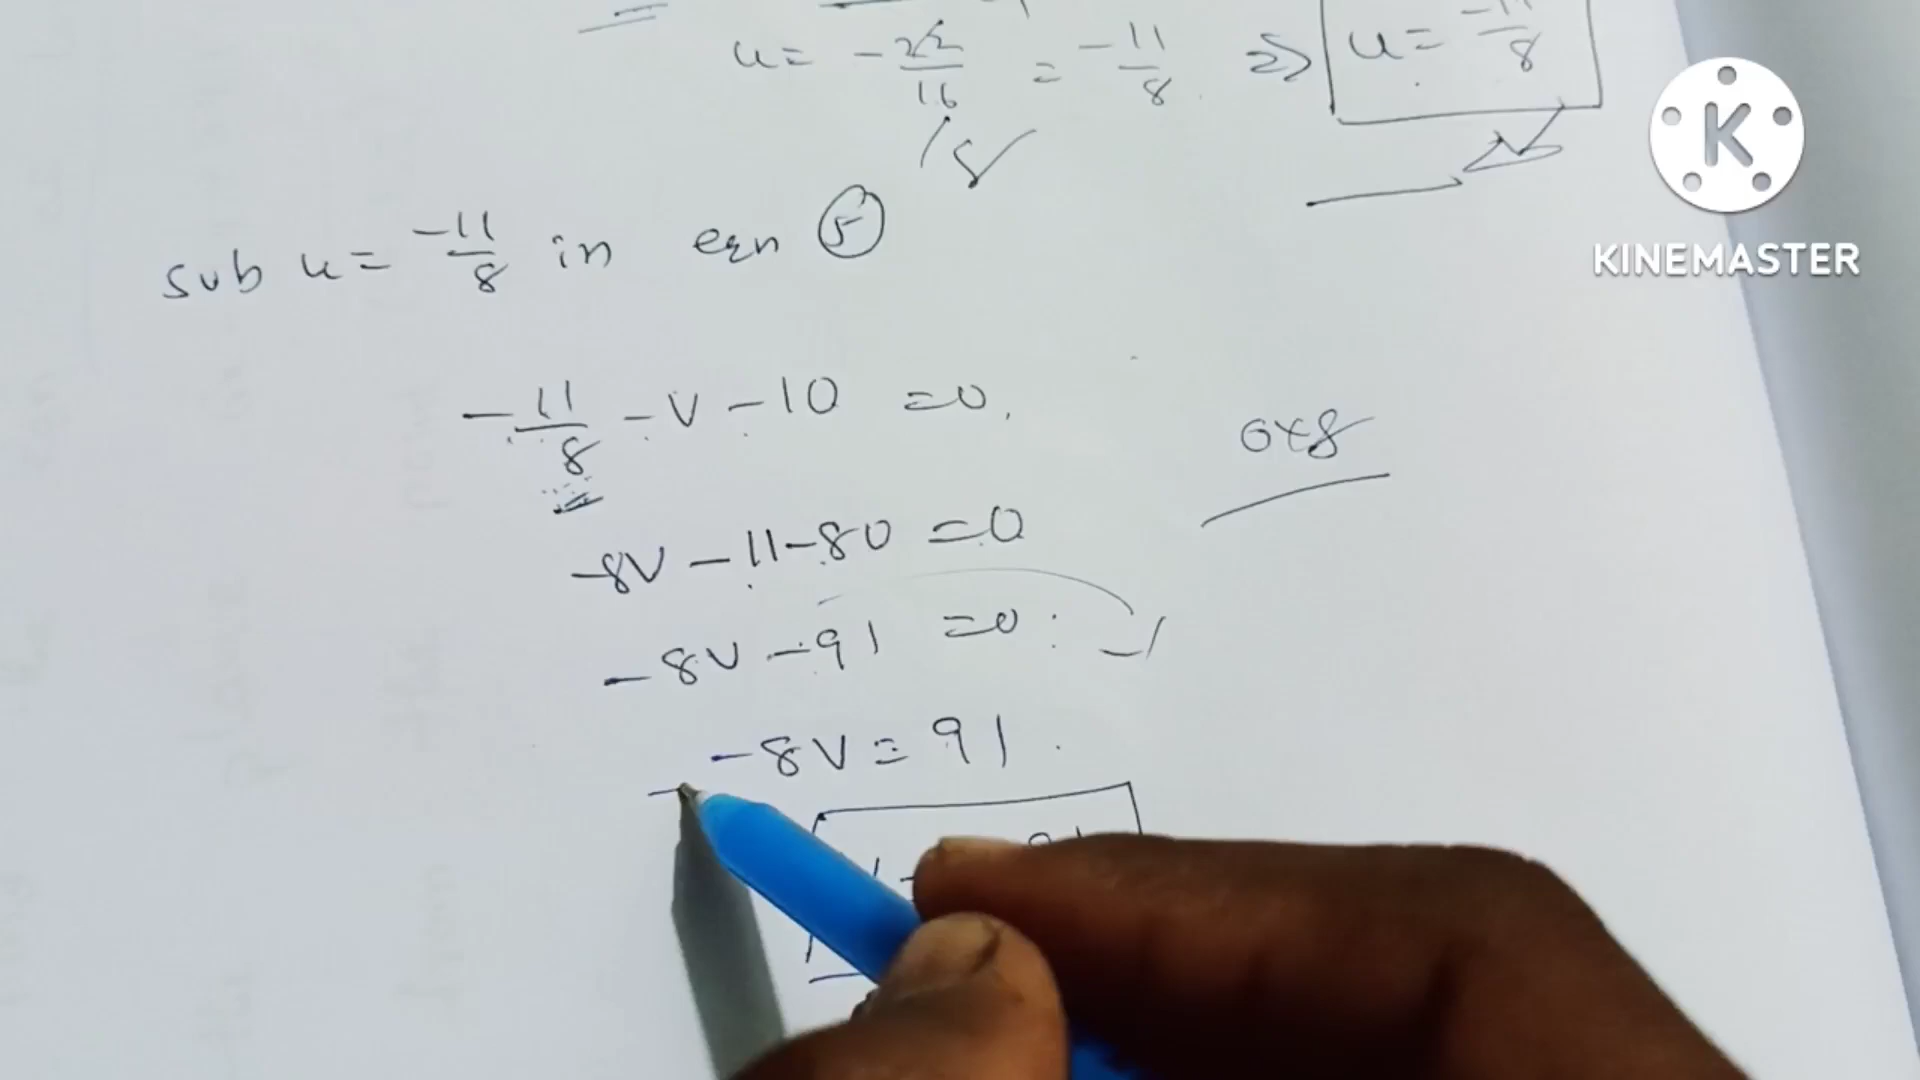 u = -22/16 = -11/8 ⇒ u = -11/8
/8
sub u = -11/8 in eqn ⑤
-11/8 - v - 10 = 0.
0×8
-8v - 11 - 80 = 0
-8v - 91 = 0
-8v = 91
K
KINEMASTER